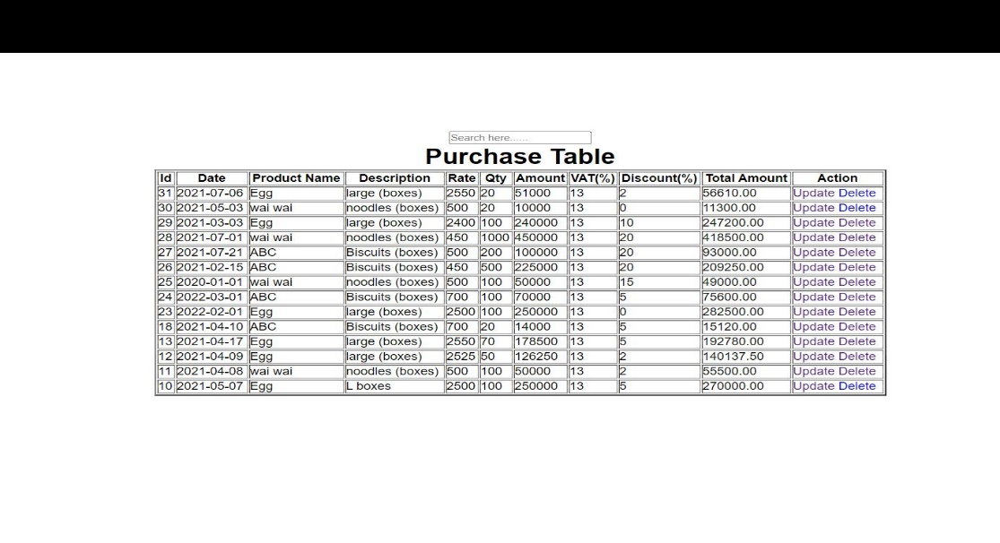 Search here......
Purchase Table
Id Date Product Name Description Rate Qty Amount VAT(%) Discount(%) Total Amount Action
31 2021-07-06 Egg large (boxes) 2550 20 51000 13 2 56610.00 Update Delete
30 2021-05-03 wai wai noodles (boxes) 500 20 10000 13 0 11300.00 Update Delete
29 2021-03-03 Egg large (boxes) 2400 100 240000 13 10 247200.00 Update Delete
28 2021-07-01 wai wai noodles (boxes) 450 1000 450000 13 20 418500.00 Update Delete
27 2021-07-21 ABC Biscuits (boxes) 500 200 100000 13 20 93000.00 Update Delete
26 2021-02-15 ABC Biscuits (boxes) 450 500 225000 13 20 209250.00 Update Delete
25 2020-01-01 wai wai noodles (boxes) 500 100 50000 13 15 49000.00 Update Delete
24 2022-03-01 ABC Biscuits (boxes) 700 100 70000 13 5 75600.00 Update Delete
23 2022-02-01 Egg large (boxes) 2500 100 250000 13 0 282500.00 Update Delete
18 2021-04-10 ABC Biscuits (boxes) 700 20 14000 13 5 15120.00 Update Delete
13 2021-04-17 Egg large (boxes) 2550 70 178500 13 5 192780.00 Update Delete
12 2021-04-09 Egg large (boxes) 2525 50 126250 13 2 140137.50 Update Delete
11 2021-04-08 wai wai noodles (boxes) 500 100 50000 13 2 55500.00 Update Delete
10 2021-05-07 Egg L boxes 2500 100 250000 13 5 270000.00 Update Delete